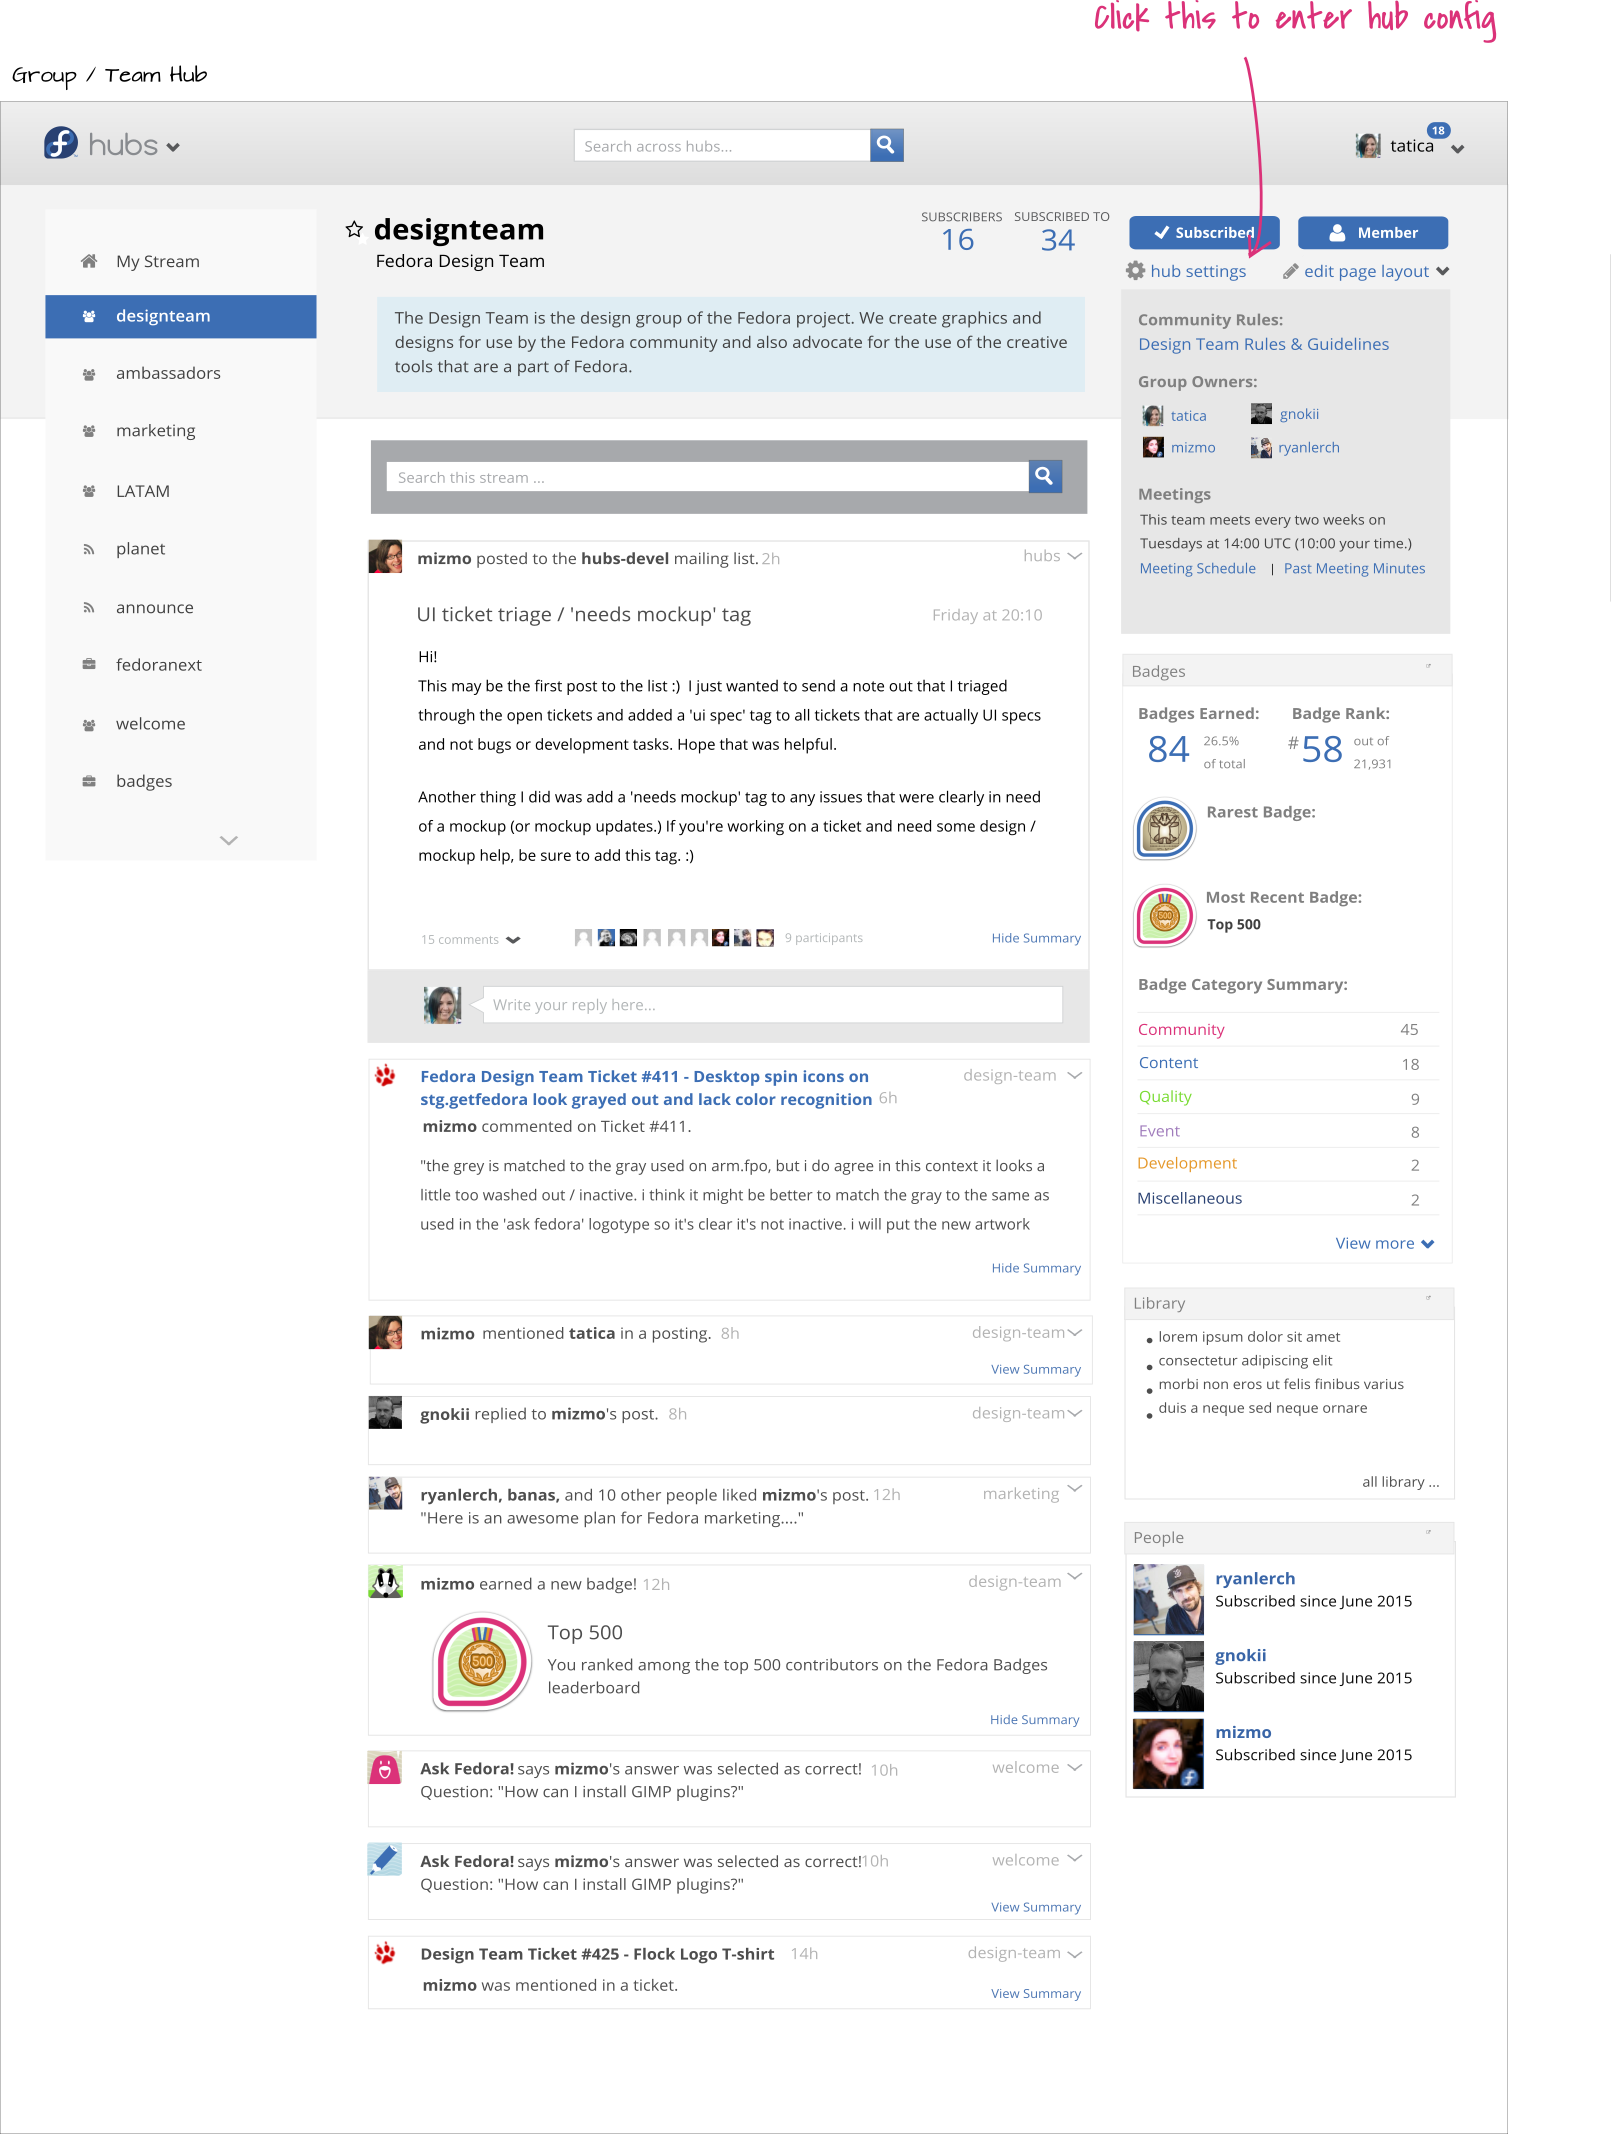 Click this to enter hub config
Group / Team Hub
hubs
Search across hubs...
18
tatica
My Stream
designteam
ambassadors
marketing
LATAM
planet
announce
fedoranext
welcome
badges
designteam
Fedora Design Team
SUBSCRIBERS
16
SUBSCRIBED TO
34
Subscribed
Member
hub settings
edit page layout
The Design Team is the design group of the Fedora project. We create graphics and
designs for use by the Fedora community and also advocate for the use of the creative
tools that are a part of Fedora.
Search this stream ...
mizmo posted to the hubs-devel mailing list. 2h
hubs
UI ticket triage / 'needs mockup' tag
Friday at 20:10
Hi!
This may be the first post to the list :)  I just wanted to send a note out that I triaged
through the open tickets and added a 'ui spec' tag to all tickets that are actually UI specs
and not bugs or development tasks. Hope that was helpful.
Another thing I did was add a 'needs mockup' tag to any issues that were clearly in need
of a mockup (or mockup updates.) If you're working on a ticket and need some design /
mockup help, be sure to add this tag. :)
15 comments
9 participants
Hide Summary
Write your reply here...
Fedora Design Team Ticket #411 - Desktop spin icons on
stg.getfedora look grayed out and lack color recognition 6h
design-team
mizmo commented on Ticket #411.
"the grey is matched to the gray used on arm.fpo, but i do agree in this context it looks a
little too washed out / inactive. i think it might be better to match the gray to the same as
used in the 'ask fedora' logotype so it's clear it's not inactive. i will put the new artwork
Hide Summary
mizmo mentioned tatica in a posting. 8h
design-team
View Summary
gnokii replied to mizmo's post. 8h
design-team
ryanlerch, banas, and 10 other people liked mizmo's post. 12h
marketing
"Here is an awesome plan for Fedora marketing...."
mizmo earned a new badge! 12h
design-team
500
Top 500
You ranked among the top 500 contributors on the Fedora Badges
leaderboard
Hide Summary
Ask Fedora! says mizmo's answer was selected as correct! 10h
welcome
Question: "How can I install GIMP plugins?"
Ask Fedora! says mizmo's answer was selected as correct!10h
welcome
Question: "How can I install GIMP plugins?"
View Summary
Design Team Ticket #425 - Flock Logo T-shirt 14h
design-team
mizmo was mentioned in a ticket.
View Summary
Community Rules:
Design Team Rules & Guidelines
Group Owners:
tatica
gnokii
mizmo
ryanlerch
Meetings
This team meets every two weeks on
Tuesdays at 14:00 UTC (10:00 your time.)
Meeting Schedule | Past Meeting Minutes
Badges
Badges Earned:
84 26.5%
of total
Badge Rank:
#58 out of
21,931
Rarest Badge:
500
Most Recent Badge:
Top 500
Badge Category Summary:
Community 45
Content 18
Quality 9
Event 8
Development 2
Miscellaneous 2
View more
Library
• lorem ipsum dolor sit amet
• consectetur adipiscing elit
• morbi non eros ut felis finibus varius
• duis a neque sed neque ornare
all library ...
People
ryanlerch
Subscribed since June 2015
gnokii
Subscribed since June 2015
mizmo
Subscribed since June 2015